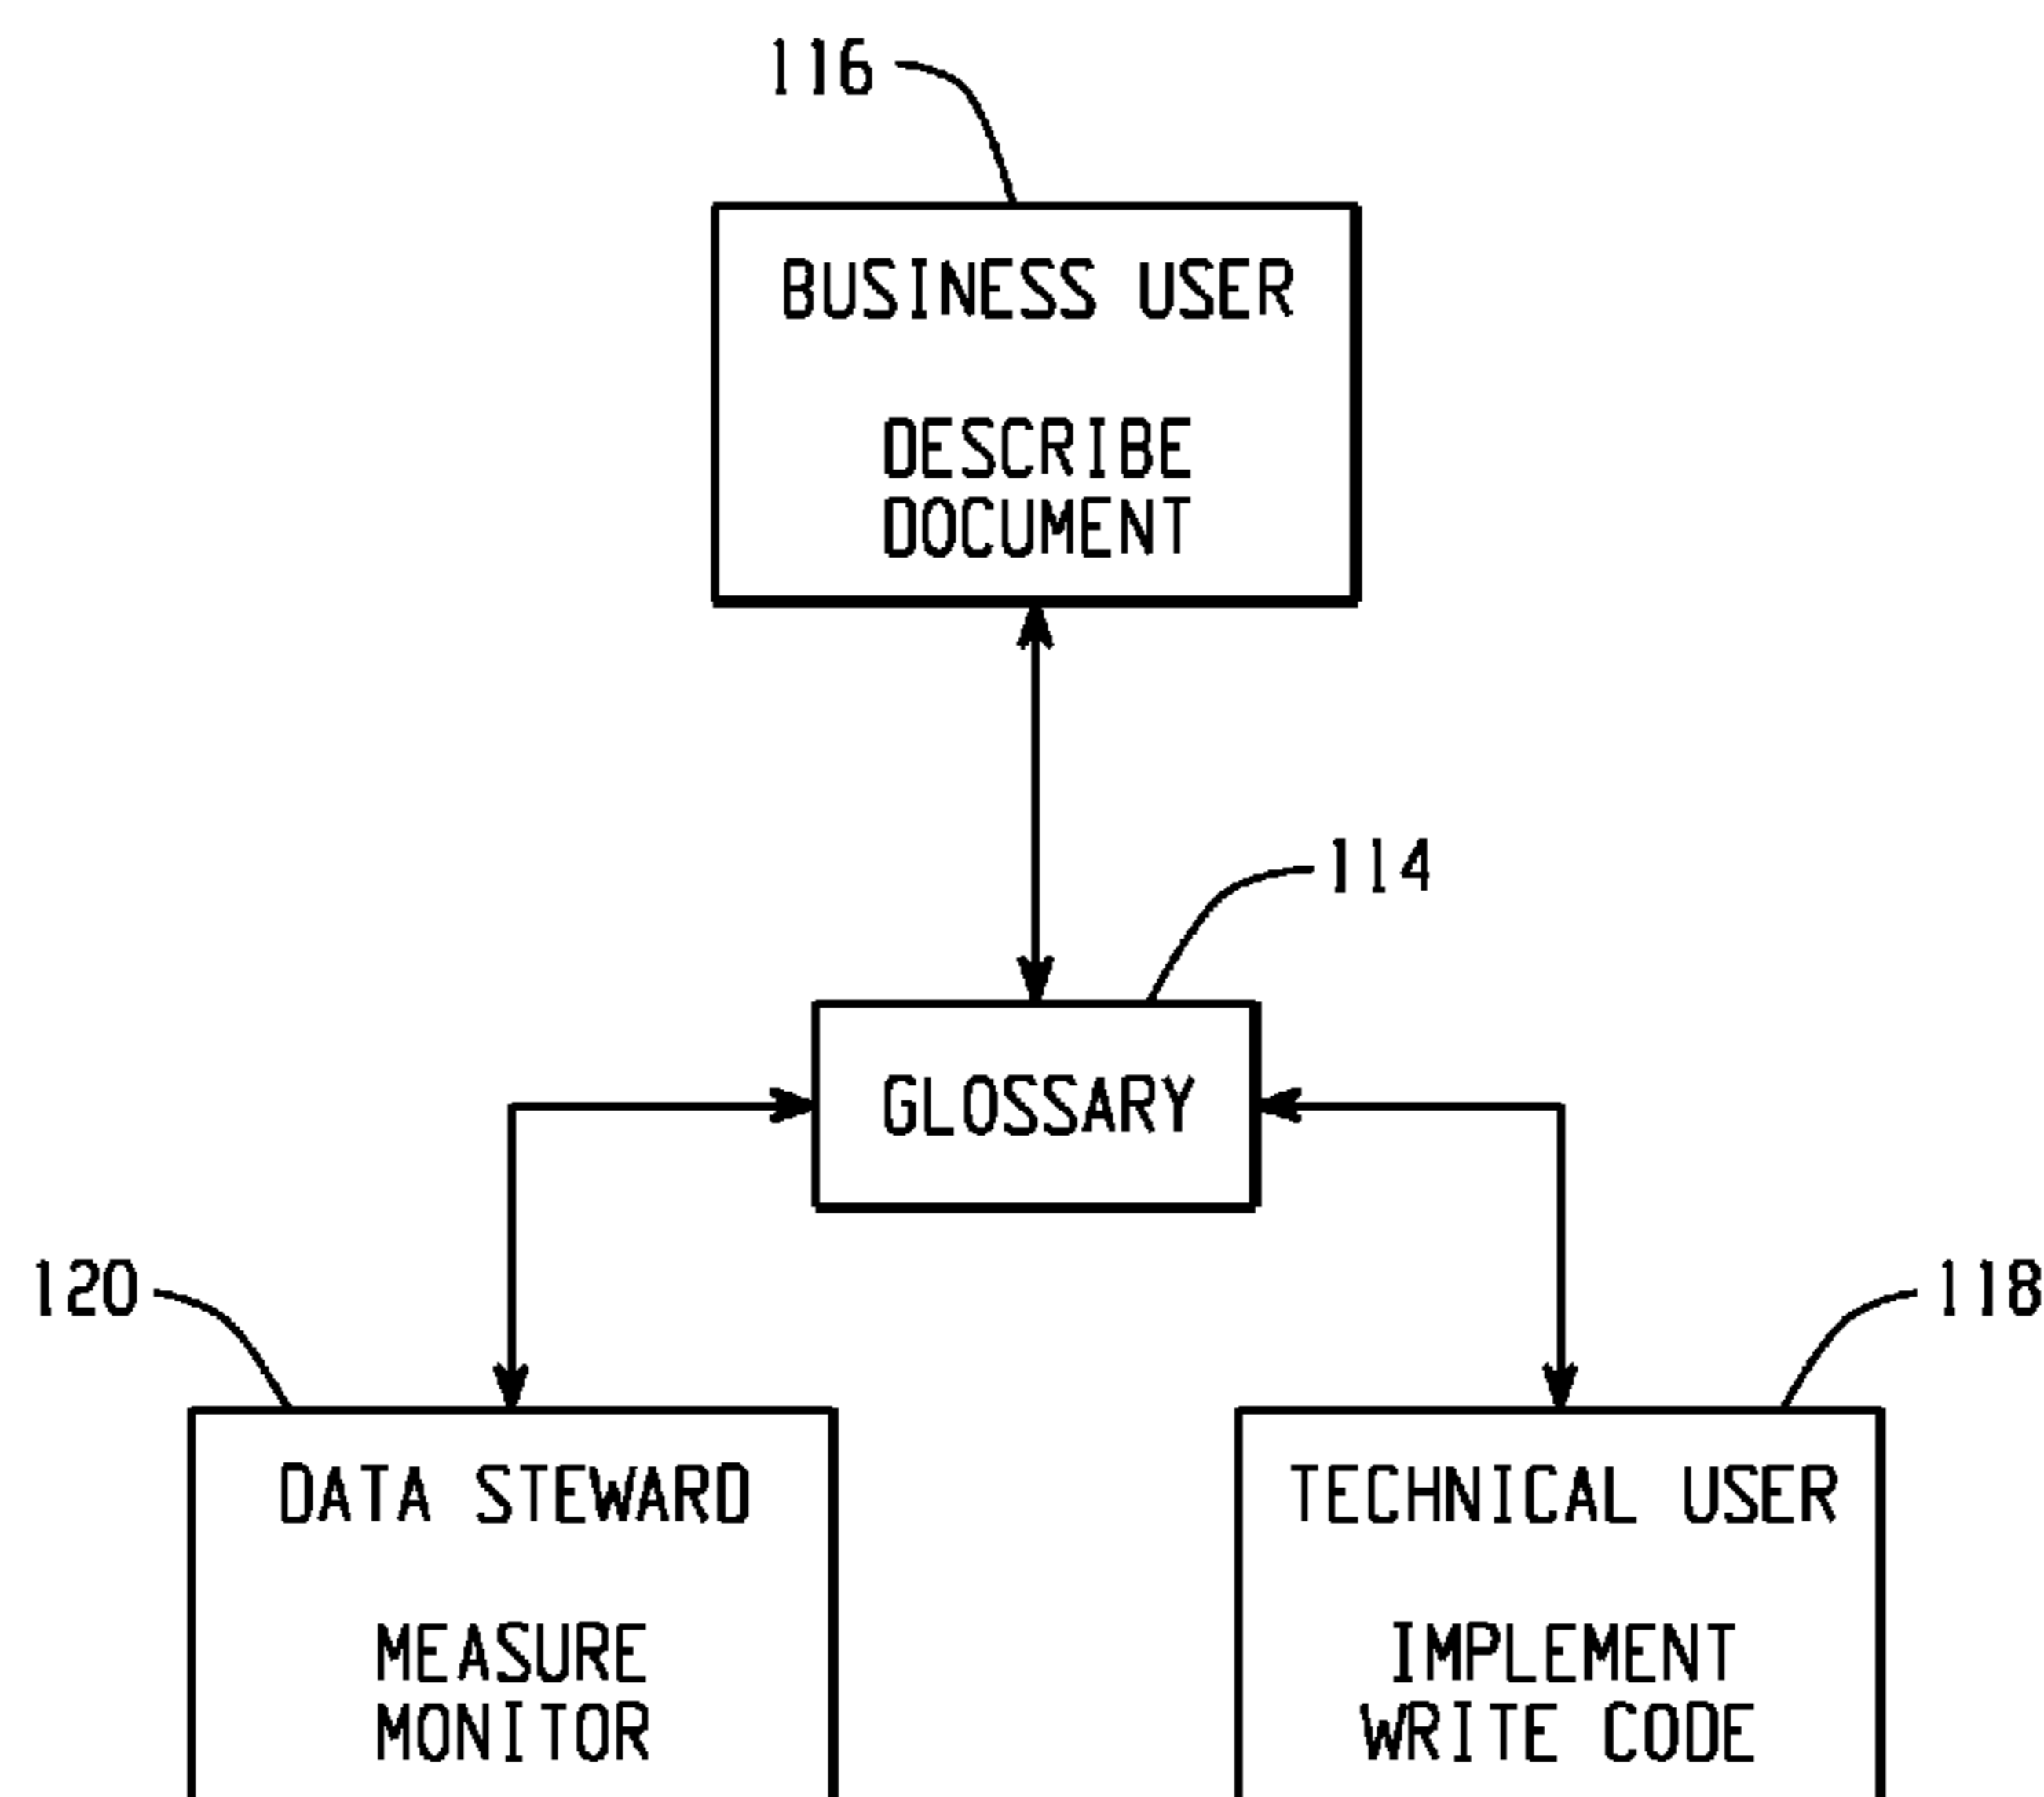 116
BUSINESS USER
DESCRIBE
DOCUMENT
114
GLOSSARY
120
118
DATA STEWARD
MEASURE
MONITOR
TECHNICAL USER
IMPLEMENT
WRITE CODE